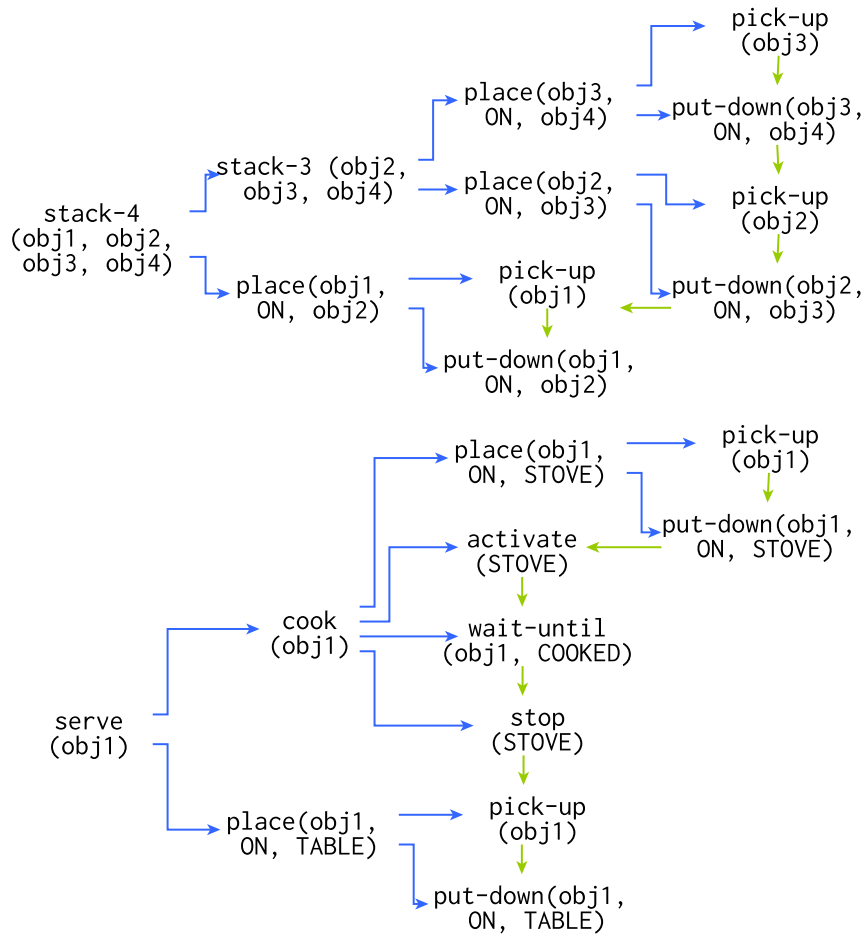 pick-up
(obj3)
place(obj3,
ON, obj4)
put-down(obj3,
ON, obj4)
stack-3 (obj2,
obj3, obj4)
place(obj2,
ON, obj3)
pick-up
(obj2)
stack-4
(obj1, obj2,
obj3, obj4)
place(obj1,
ON, obj2)
pick-up
(obj1)
put-down(obj2,
ON, obj3)
put-down(obj1,
ON, obj2)
place(obj1,
ON, STOVE)
pick-up
(obj1)
put-down(obj1,
ON, STOVE)
activate
(STOVE)
cook
(obj1)
wait-until
(obj1, COOKED)
serve
(obj1)
stop
(STOVE)
place(obj1,
ON, TABLE)
pick-up
(obj1)
put-down(obj1,
ON, TABLE)